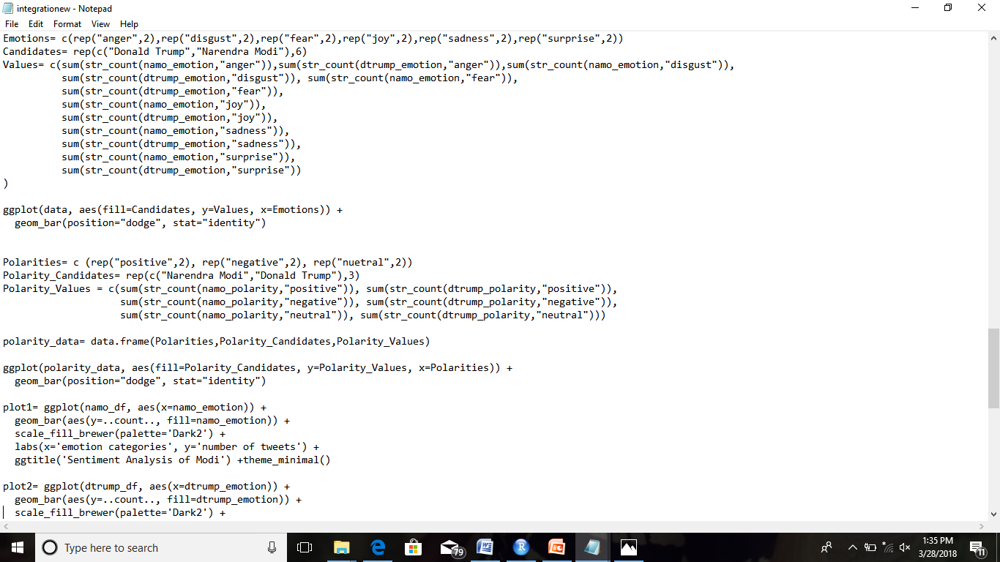 integrationew - Notepad
File Edit Format View Help
Emotions= c(rep("anger",2),rep("disgust",2),rep("fear",2),rep("joy",2),rep("sadness",2),rep("surprise",2))
Candidates= rep(c("Donald Trump","Narendra Modi"),6)
Values= c(sum(str_count(namo_emotion,"anger")),sum(str_count(dtrump_emotion,"anger")),sum(str_count(namo_emotion,"disgust")),
          sum(str_count(dtrump_emotion,"disgust")), sum(str_count(namo_emotion,"fear")),
          sum(str_count(dtrump_emotion,"fear")),
          sum(str_count(namo_emotion,"joy")),
          sum(str_count(dtrump_emotion,"joy")),
          sum(str_count(namo_emotion,"sadness")),
          sum(str_count(dtrump_emotion,"sadness")),
          sum(str_count(namo_emotion,"surprise")),
          sum(str_count(dtrump_emotion,"surprise"))
)
ggplot(data, aes(fill=Candidates, y=Values, x=Emotions)) +
  geom_bar(position="dodge", stat="identity")
Polarities= c (rep("positive",2), rep("negative",2), rep("nuetral",2))
Polarity_Candidates= rep(c("Narendra Modi","Donald Trump"),3)
Polarity_Values = c(sum(str_count(namo_polarity,"positive")), sum(str_count(dtrump_polarity,"positive")),
                    sum(str_count(namo_polarity,"negative")), sum(str_count(dtrump_polarity,"negative")),
                    sum(str_count(namo_polarity,"neutral")), sum(str_count(dtrump_polarity,"neutral")))
polarity_data= data.frame(Polarities,Polarity_Candidates,Polarity_Values)
ggplot(polarity_data, aes(fill=Polarity_Candidates, y=Polarity_Values, x=Polarities)) +
  geom_bar(position="dodge", stat="identity")
plot1= ggplot(namo_df, aes(x=namo_emotion)) +
  geom_bar(aes(y=..count.., fill=namo_emotion)) +
  scale_fill_brewer(palette='Dark2') +
  labs(x='emotion categories', y='number of tweets') +
  ggtitle('Sentiment Analysis of Modi') +theme_minimal()
plot2= ggplot(dtrump_df, aes(x=dtrump_emotion)) +
  geom_bar(aes(y=..count.., fill=dtrump_emotion)) +
  scale_fill_brewer(palette='Dark2') +
Type here to search
79
W
R
EC
1:35 PM
3/28/2018
11